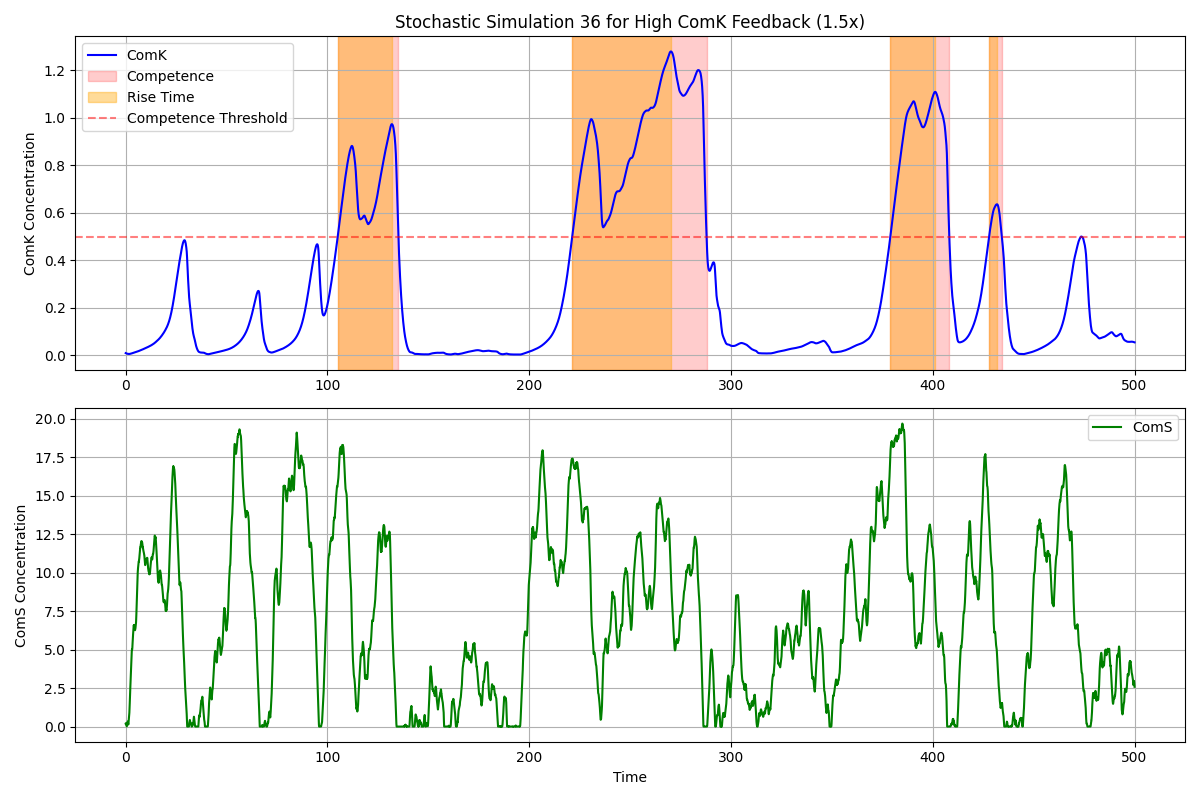 Stochastic Simulation 36 for High ComK Feedback (1.5x)
ComK
Competence
Rise Time
Competence Threshold
ComK Concentration
1.2
1.0
0.8
0.6
0.4
0.2
0.0
0 100 200 300 400 500
ComS
ComS Concentration
20.0
17.5
15.0
12.5
10.0
7.5
5.0
2.5
0.0
0 100 200 300 400 500
Time